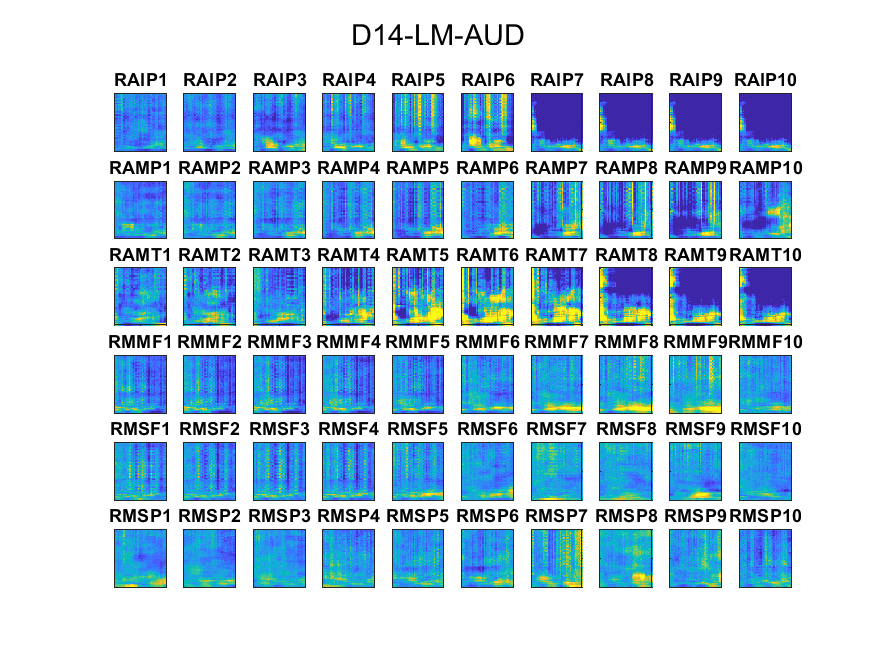 D14-LM-AUD
RAIP1 RAIP2 RAIP3 RAIP4 RAIP5 RAIP6 RAIP7 RAIP8 RAIP9 RAIP10
RAMP1 RAMP2 RAMP3 RAMP4 RAMP5 RAMP6 RAMP7 RAMP8 RAMP9 RAMP10
RAMT1 RAMT2 RAMT3 RAMT4 RAMT5 RAMT6 RAMT7 RAMT8 RAMT9 RAMT10
RMMF1 RMMF2 RMMF3 RMMF4 RMMF5 RMMF6 RMMF7 RMMF8 RMMF9 RMMF10
RMSF1 RMSF2 RMSF3 RMSF4 RMSF5 RMSF6 RMSF7 RMSF8 RMSF9 RMSF10
RMSP1 RMSP2 RMSP3 RMSP4 RMSP5 RMSP6 RMSP7 RMSP8 RMSP9 RMSP10